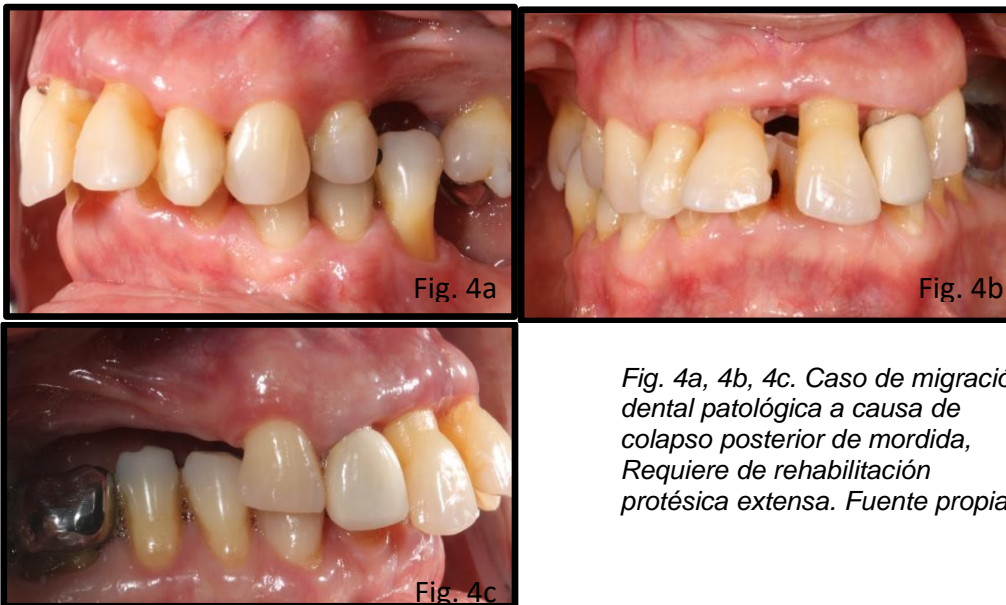 Fig. 4a
Fig. 4b
Fig. 4c
Fig. 4a, 4b, 4c. Caso de migració
dental patológica a causa de
colapso posterior de mordida,
Requiere de rehabilitación
protésica extensa. Fuente propia